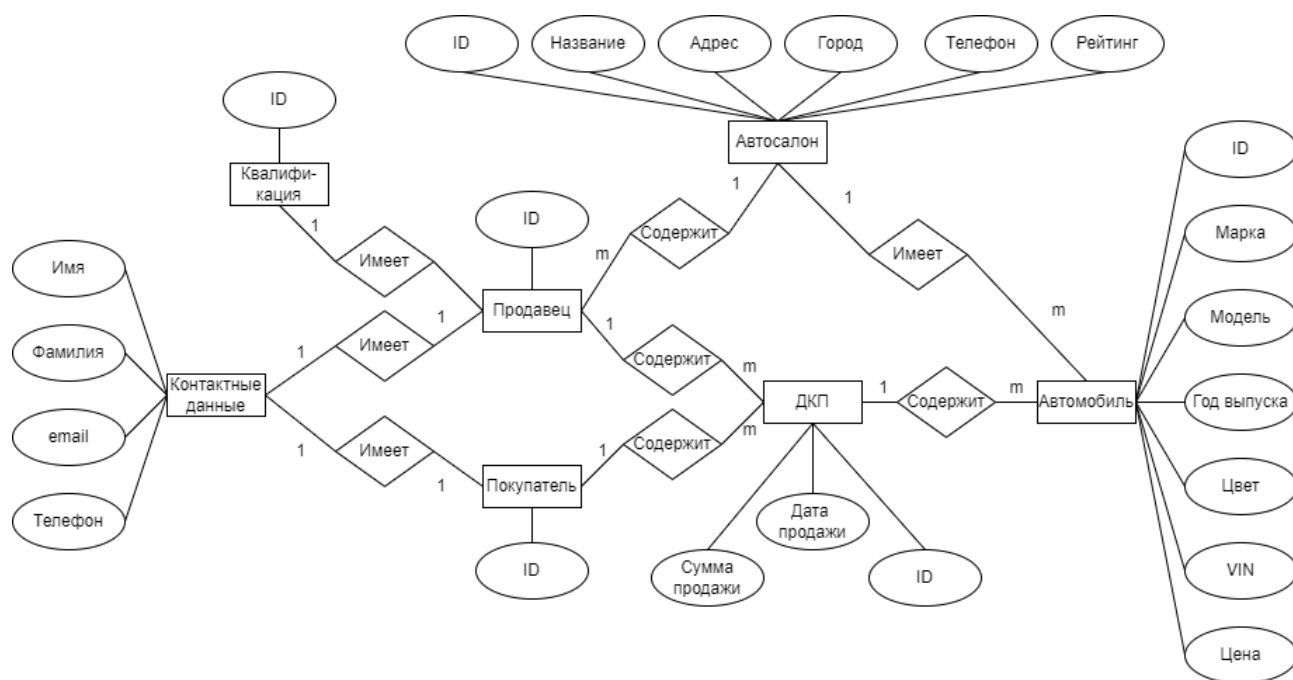 ID
Название
Адрес
Город
Телефон
Рейтинг
ID
Автосалон
ID
Квалифи-
кация
1
1
1
ID
Содержит
Марка
Имя
1
m
Имеет
Имеет
Продавец
m
Модель
1
1
1
Имеет
Содержит
Фамилия
m
Контактные
данные
1
ДКП
Содержит
m
Автомобиль
Год выпуска
email
1
Имеет
1
Содержит
m
1
Покупатель
Цвет
Телефон
Дата
продажи
ID
Сумма
продажи
ID
VIN
Цена